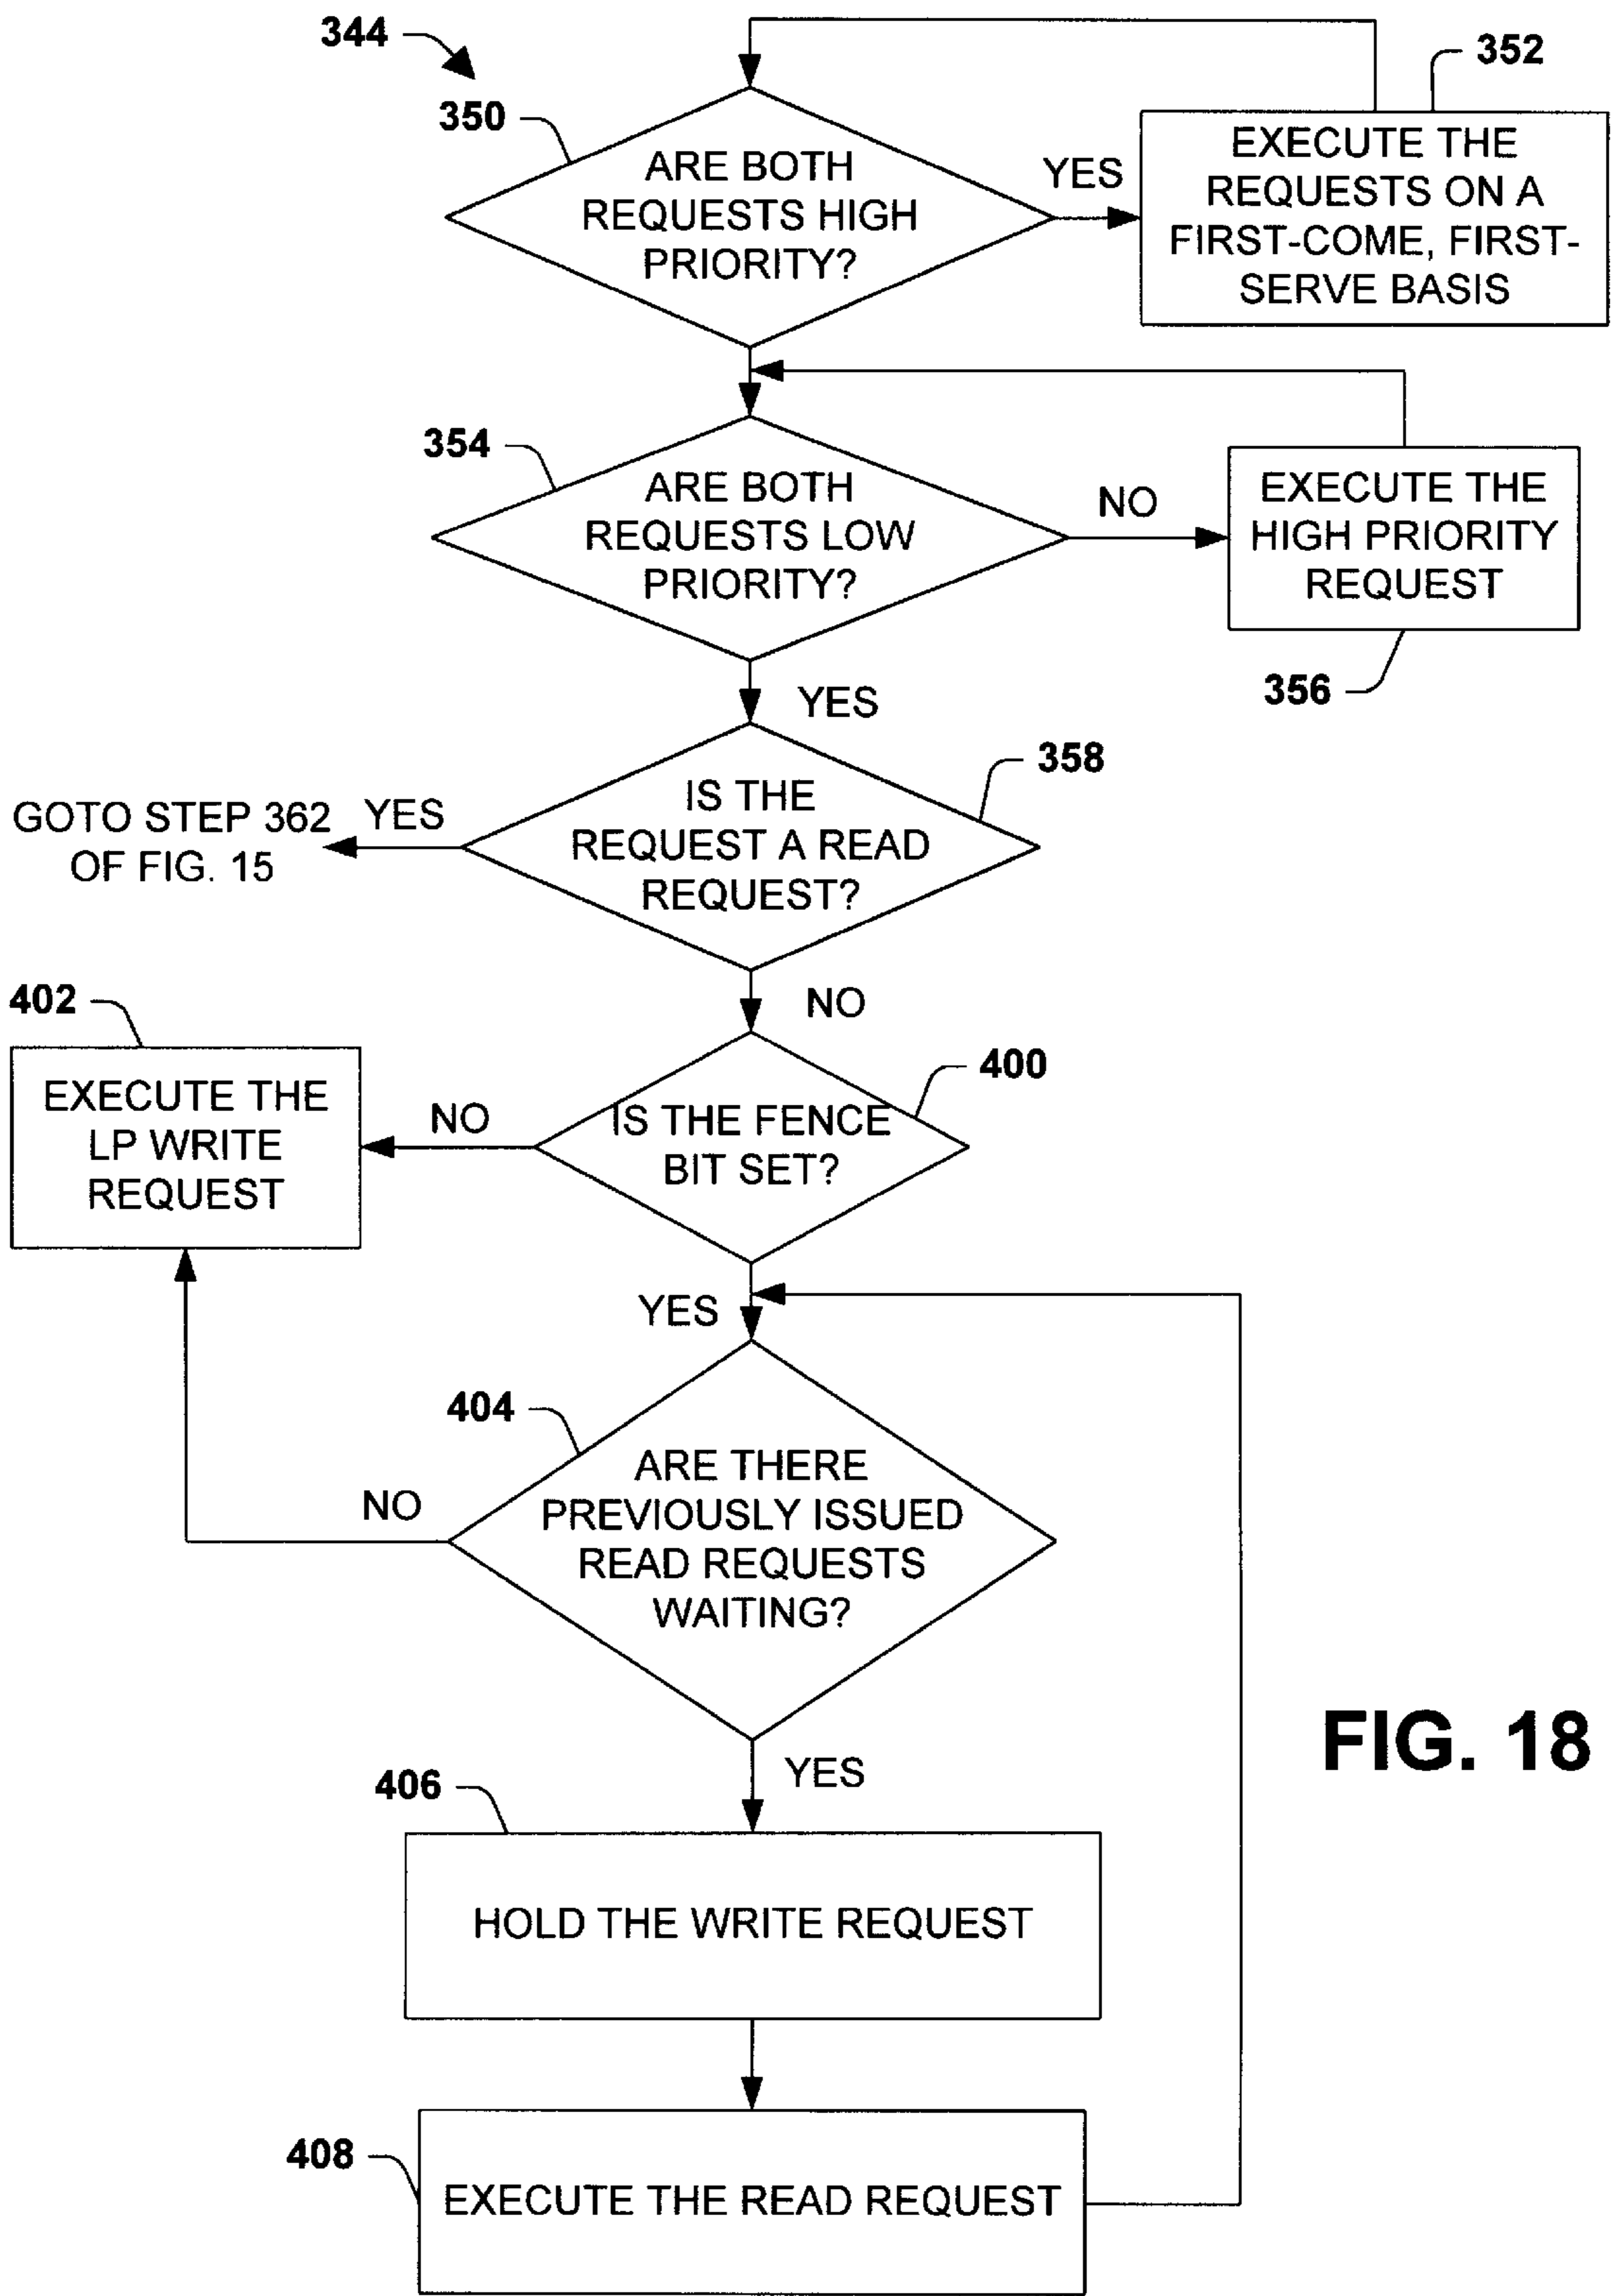 344
350
ARE BOTH
REQUESTS HIGH
PRIORITY?
YES
352
EXECUTE THE
REQUESTS ON A
FIRST-COME, FIRST-
SERVE BASIS
354
ARE BOTH
REQUESTS LOW
PRIORITY?
NO
EXECUTE THE
HIGH PRIORITY
REQUEST
356
YES
358
IS THE
REQUEST A READ
REQUEST?
YES
GOTO STEP 362
OF FIG. 15
NO
400
IS THE FENCE
BIT SET?
NO
402
EXECUTE THE
LP WRITE
REQUEST
YES
404
ARE THERE
PREVIOUSLY ISSUED
READ REQUESTS
WAITING?
NO
YES
406
HOLD THE WRITE REQUEST
408
EXECUTE THE READ REQUEST
FIG. 18